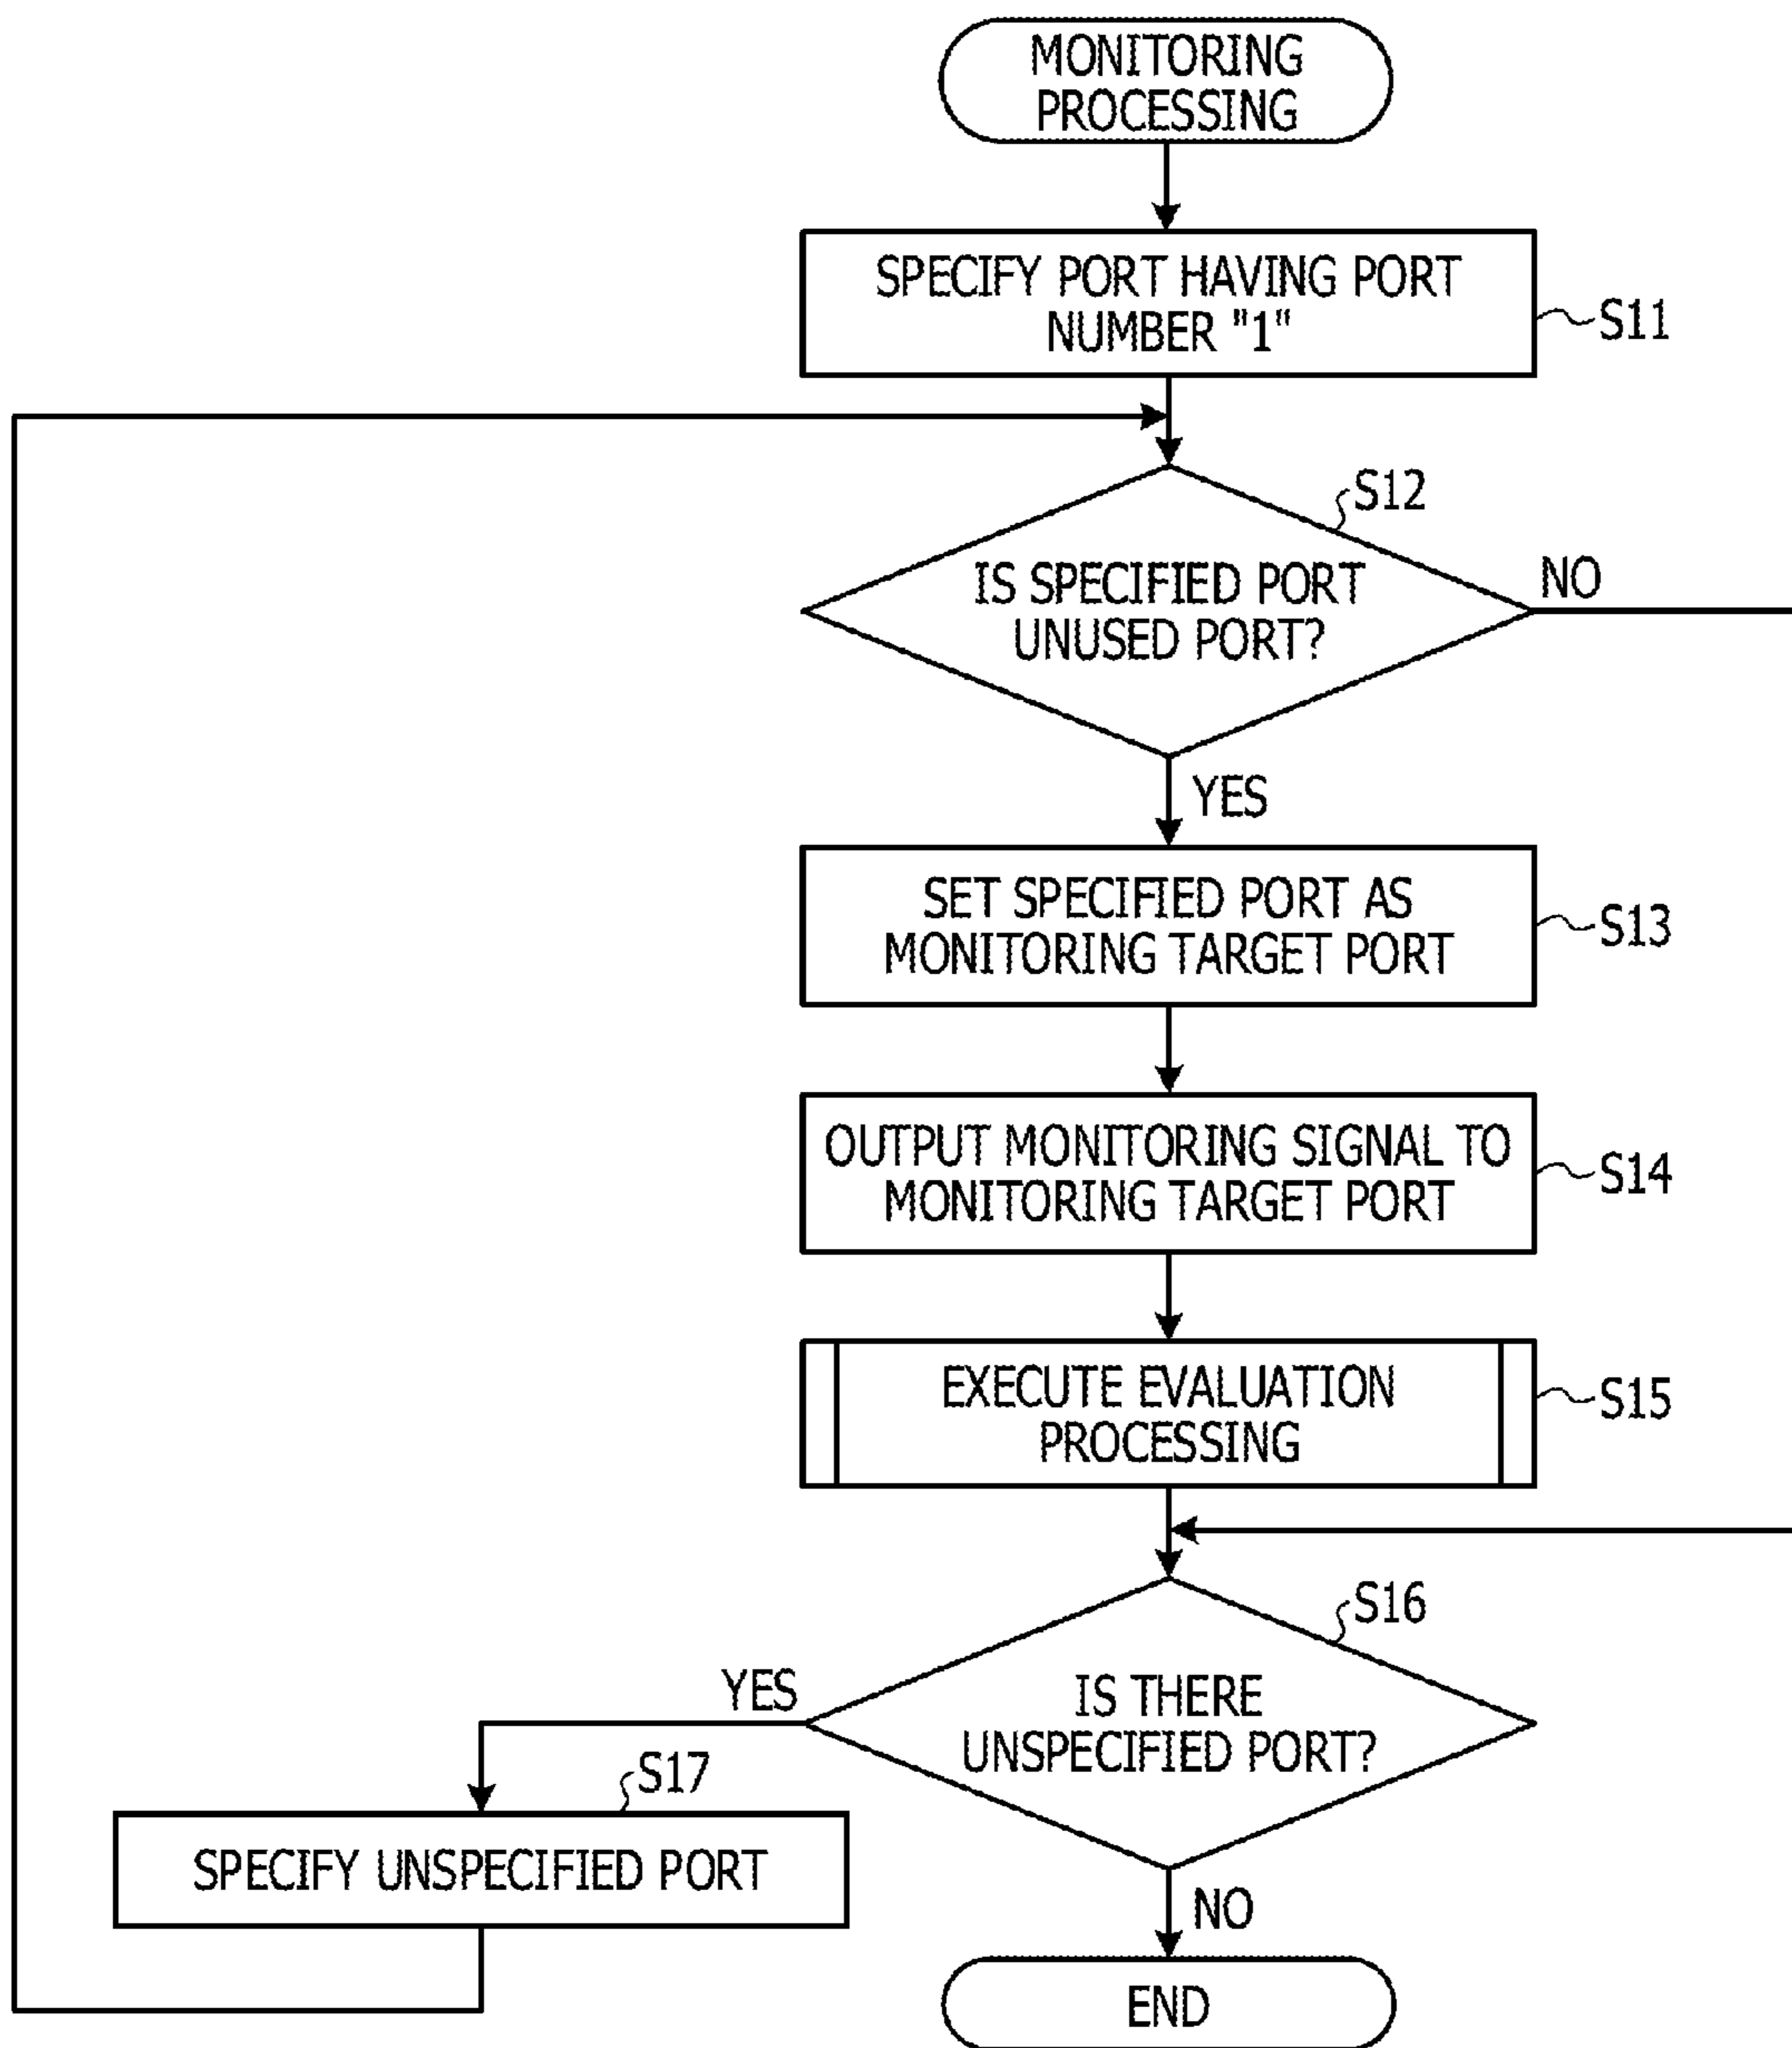 MONITORING
PROCESSING
SPECIFY PORT HAVING PORT
NUMBER "1"
S11
S12
IS SPECIFIED PORT
UNUSED PORT?
NO
YES
SET SPECIFIED PORT AS
MONITORING TARGET PORT
S13
OUTPUT MONITORING SIGNAL TO
MONITORING TARGET PORT
S14
EXECUTE EVALUATION
PROCESSING
S15
S16
IS THERE
UNSPECIFIED PORT?
YES
S17
SPECIFY UNSPECIFIED PORT
NO
END